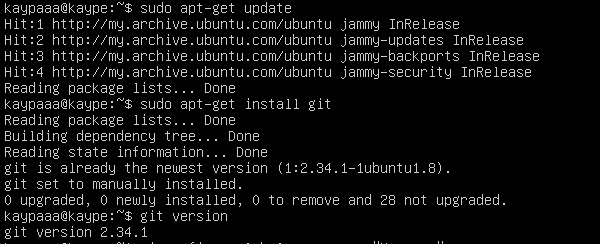 kaypaaa@kaype:~$ sudo apt-get update
Hit:1 http://my.archive.ubuntu.com/ubuntu jammy InRelease
Hit:2 http://my.archive.ubuntu.com/ubuntu jammy-updates InRelease
Hit:3 http://my.archive.ubuntu.com/ubuntu jammy-backports InRelease
Hit:4 http://my.archive.ubuntu.com/ubuntu jammy-security InRelease
Reading package lists... Done
kaypaaa@kaype:~$ sudo apt-get install git
Reading package lists... Done
Building dependency tree... Done
Reading state information... Done
git is already the newest version (1:2.34.1-1ubuntu1.8).
git set to manually installed.
0 upgraded, 0 newly installed, 0 to remove and 28 not upgraded.
kaypaaa@kaype:~$ git version
git version 2.34.1